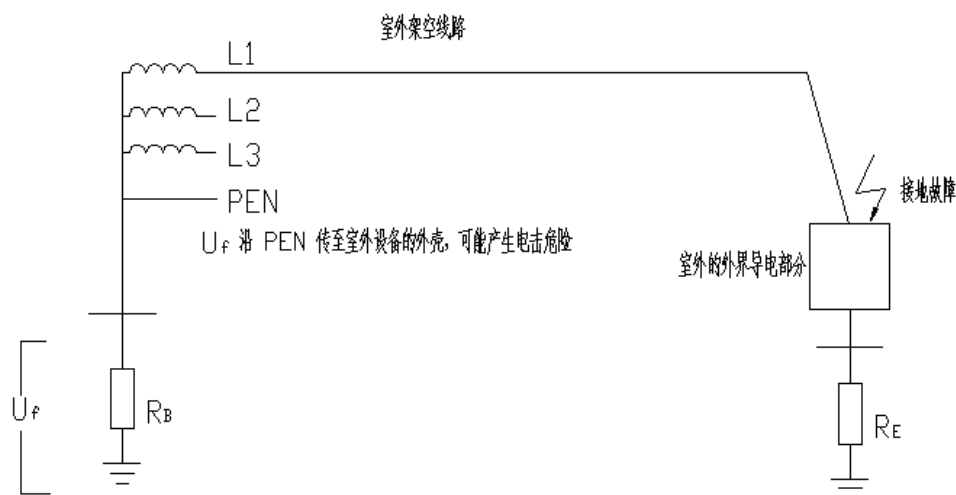 室外架空线路
L1
L2
L3
PEN
接地故障
Uf 沿 PEN 传至室外设备的外壳，可能产生电击危险
室外的外界导电部分
Uf
RB
RE